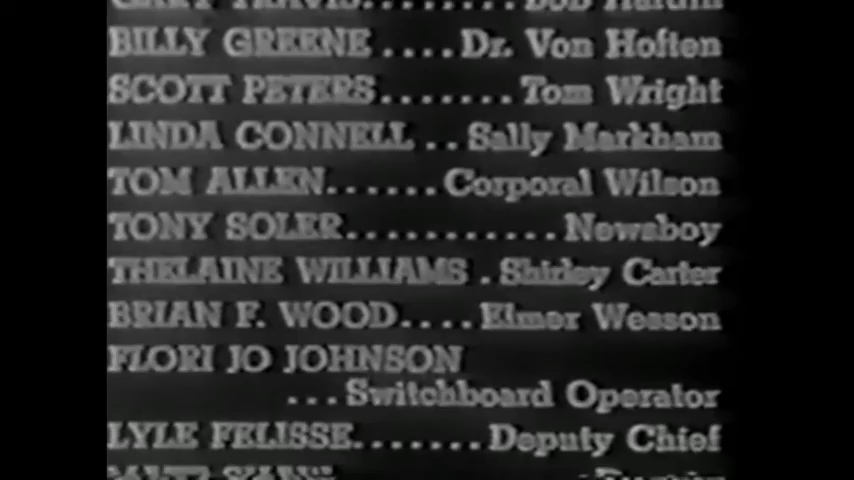 BILLY GREENE ....Dr. Von Hoften
SCOTT PETERS.......Tom Wright
LINDA CONNELL ..Sally Markham
TOM ALLEN......Corporal Wilson
TONY SOLER............Newsboy
THELAINE WILLIAMS .Shirley Carter
BRIAN F. WOOD....Elmer Wesson
FLORI JO JOHNSON
...Switchboard Operator
LYLE FELISSE.......Deputy Chief